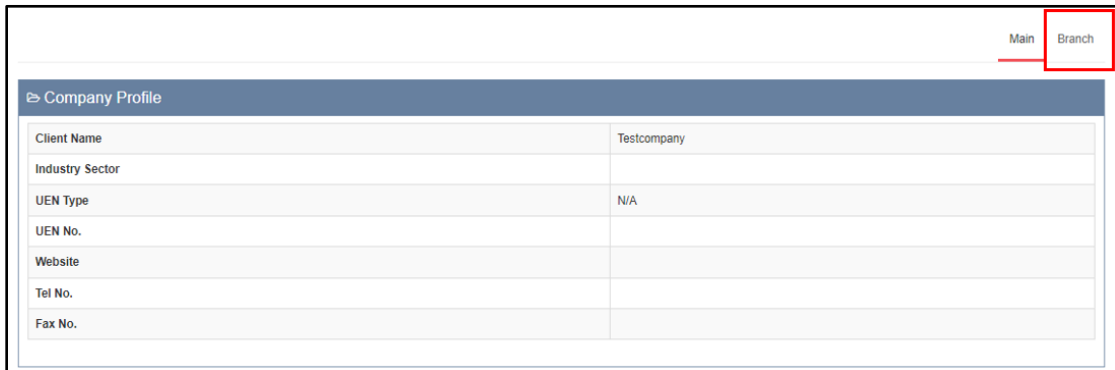 Main Branch
Company Profile
Client Name Testcompany
Industry Sector
UEN Type N/A
UEN No.
Website
Tel No.
Fax No.